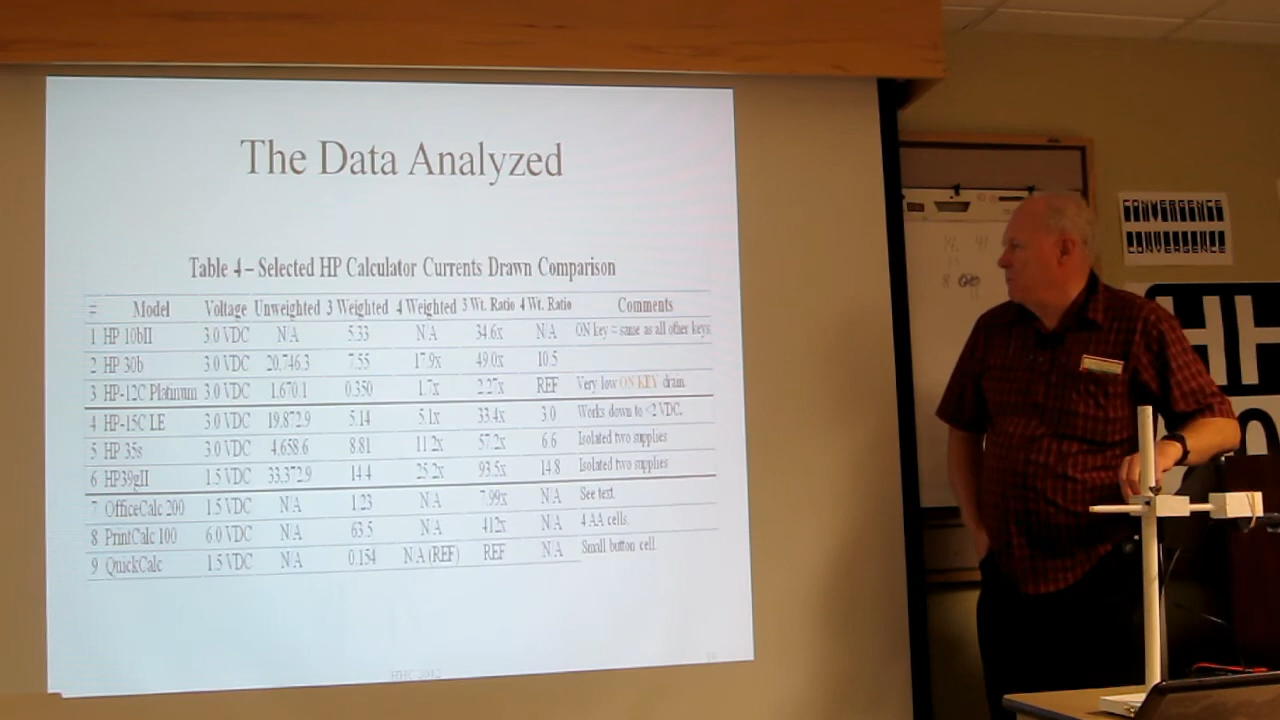 The Data Analyzed
Table 4 – Selected HP Calculator Currents Drawn Comparison
# Model Voltage Unweighted 3 Weighted 4 Weighted 3 Wt. Ratio 4 Wt. Ratio Comments
1 HP 10bII 3.0 VDC N/A 5.33 N/A 34.6x N/A ON key = same as all other keys.
2 HP 30b 3.0 VDC 20,746.3 7.55 17.9x 49.0x 10.5
3 HP-12C Platinum 3.0 VDC 1,670.1 0.350 1.7x 2.27x REF Very low ON KEY drain.
4 HP-15C LE 3.0 VDC 19,872.9 5.14 5.1x 33.4x 3.0 Works down to <2 VDC.
5 HP 35s 3.0 VDC 4,658.6 8.81 11.2x 57.2x 6.6 Isolated two supplies
6 HP39gII 1.5 VDC 33,372.9 14.4 25.2x 93.5x 14.8 Isolated two supplies
7 OfficeCalc 200 1.5 VDC N/A 1.23 N/A 7.99x N/A See text.
8 PrintCalc 100 6.0 VDC N/A 63.5 N/A 412x N/A 4 AA cells.
9 QuickCalc 1.5 VDC N/A 0.154 N/A (REF) REF N/A Small button cell.
HHC 2012
CONVERGENCE
CONVERGENCE
HH